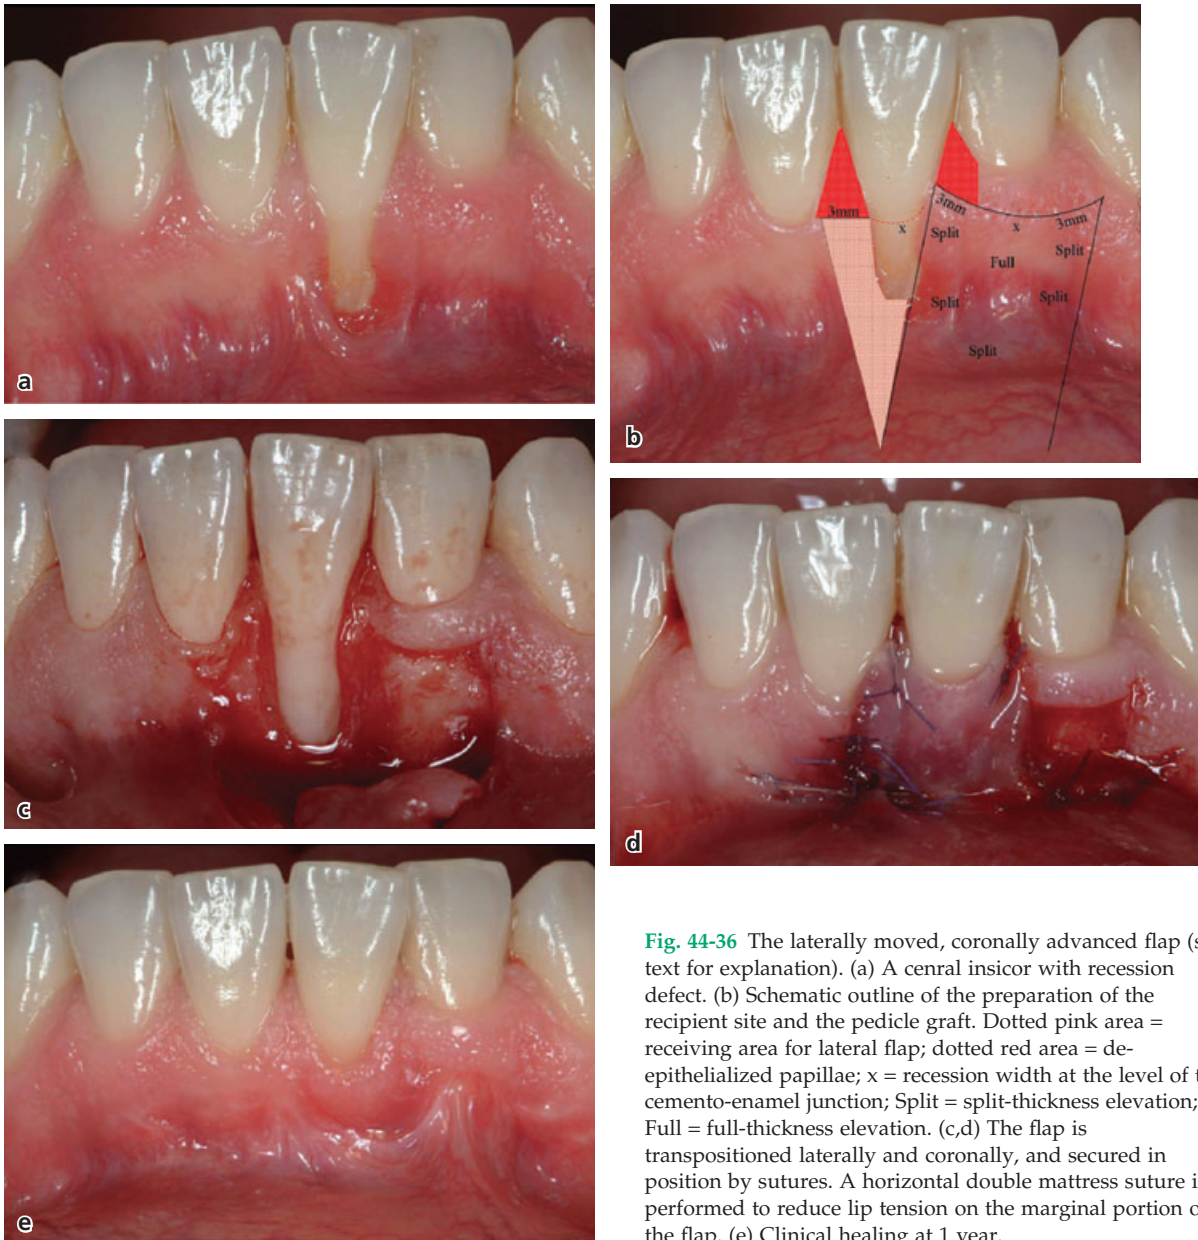 a
3mm
x
3mm
x
3mm
Split
Split
Full
Split
Split
Split
b
c
d
e
Fig. 44-36 The laterally moved, coronally advanced flap
text for explanation). (a) A cenral insicor with recession
defect. (b) Schematic outline of the preparation of the
recipient site and the pedicle graft. Dotted pink area =
receiving area for lateral flap; dotted red area = de-
epithelialized papillae; x = recession width at the level of
cemento-enamel junction; Split = split-thickness elevation;
Full = full-thickness elevation. (c,d) The flap is
transpositioned laterally and coronally, and secured in
position by sutures. A horizontal double mattress suture
performed to reduce lip tension on the marginal portion
the flap. (e) Clinical healing at 1 year.